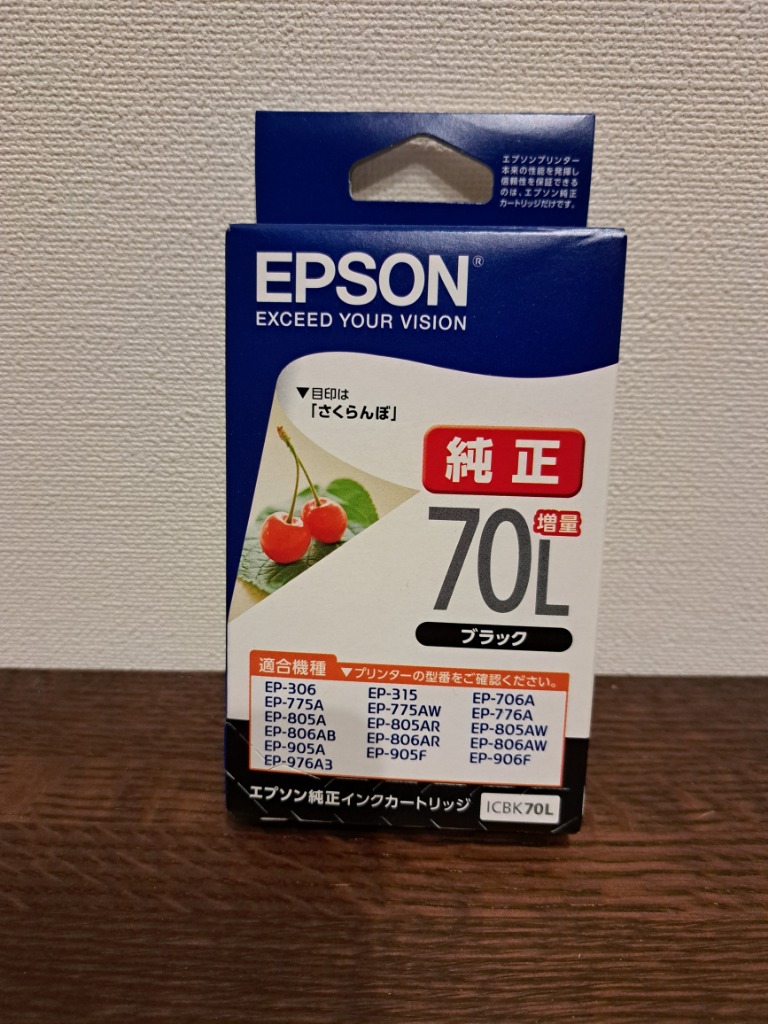 エプソンプリンター
本来の性能を発揮し
信頼性を保証できる
のは、エプソン純正
カートリッジだけです。
EPSON®
EXCEED YOUR VISION
▼目印は
「さくらんぼ」
純正
増量
70L
ブラック
適合機種 ▼プリンターの型番をご確認ください。
EP-306 EP-315 EP-706A
EP-775A EP-775AW EP-776A
EP-805A EP-805AR EP-805AW
EP-806AB EP-806AR EP-806AW
EP-905A EP-905F EP-906F
EP-976A3
エプソン純正インクカートリッジ ICBK70L